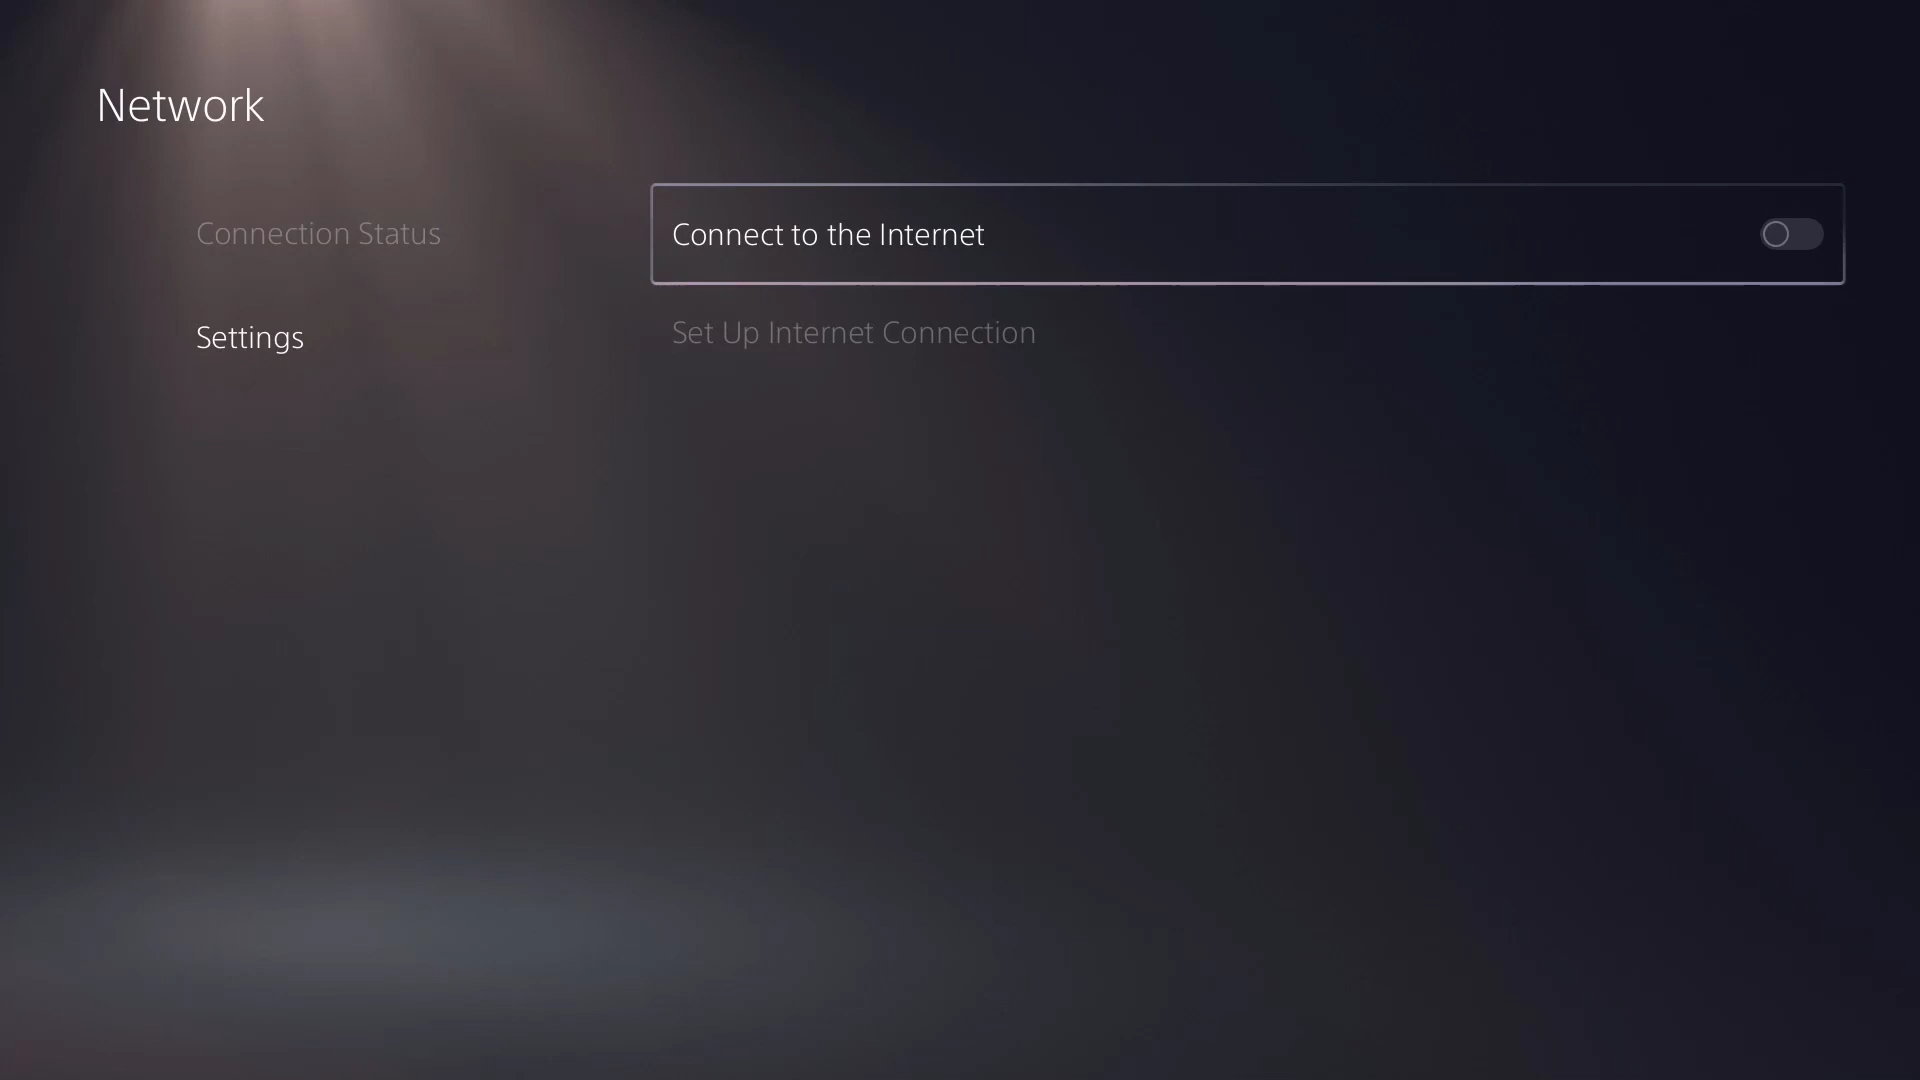 Network
Connection Status
Settings
Connect to the Internet
Set Up Internet Connection